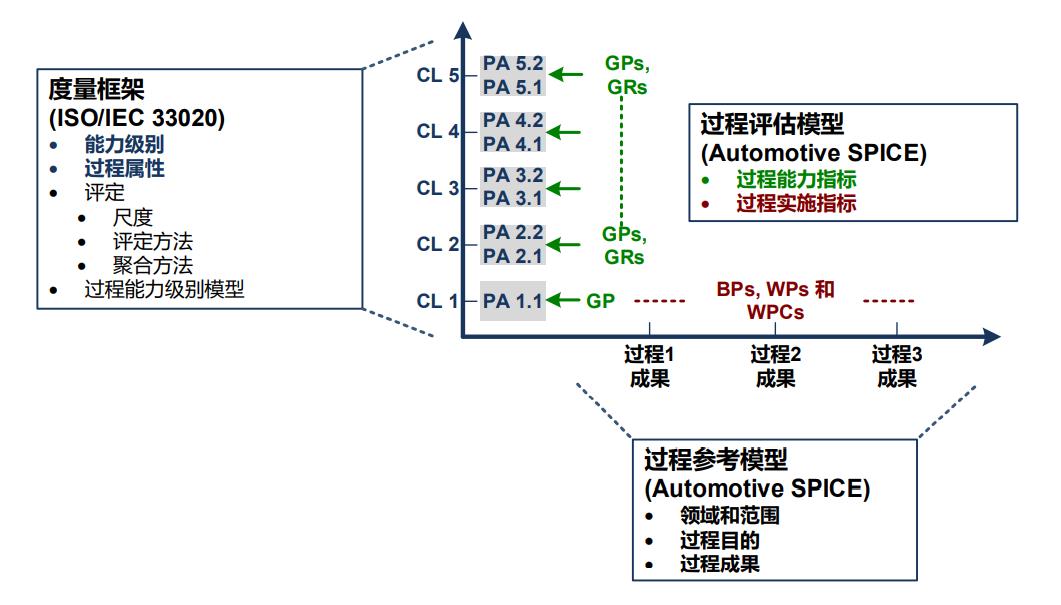 度量框架
(ISO/IEC 33020)
• 能力级别
• 过程属性
• 评定
• 尺度
• 评定方法
• 聚合方法
• 过程能力级别模型
CL 5
PA 5.2
PA 5.1
GPs,
GRs
CL 4
PA 4.2
PA 4.1
CL 3
PA 3.2
PA 3.1
CL 2
PA 2.2
PA 2.1
GPs,
GRs
CL 1
PA 1.1
GP
BPs, WPs 和
WPCs
过程1
成果
过程2
成果
过程3
成果
过程评估模型
(Automotive SPICE)
• 过程能力指标
• 过程实施指标
过程参考模型
(Automotive SPICE)
• 领域和范围
• 过程目的
• 过程成果